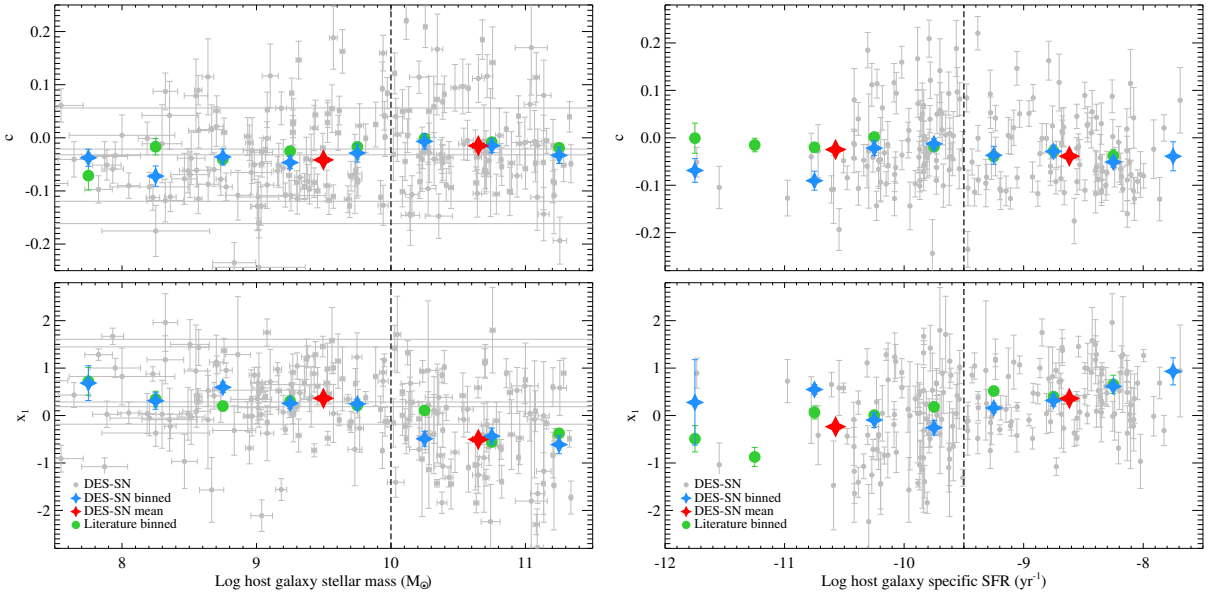 0.2
0.1
0.0
-0.1
-0.2
c
0.2
0.1
0.0
-0.1
-0.2
c
2
1
0
-1
-2
x1
DES-SN
DES-SN binned
DES-SN mean
Literature binned
8 9 10 11
Log host galaxy stellar mass (M☉)
2
1
0
-1
-2
x1
DES-SN
DES-SN binned
DES-SN mean
Literature binned
-12 -11 -10 -9 -8
Log host galaxy specific SFR (yr-1)